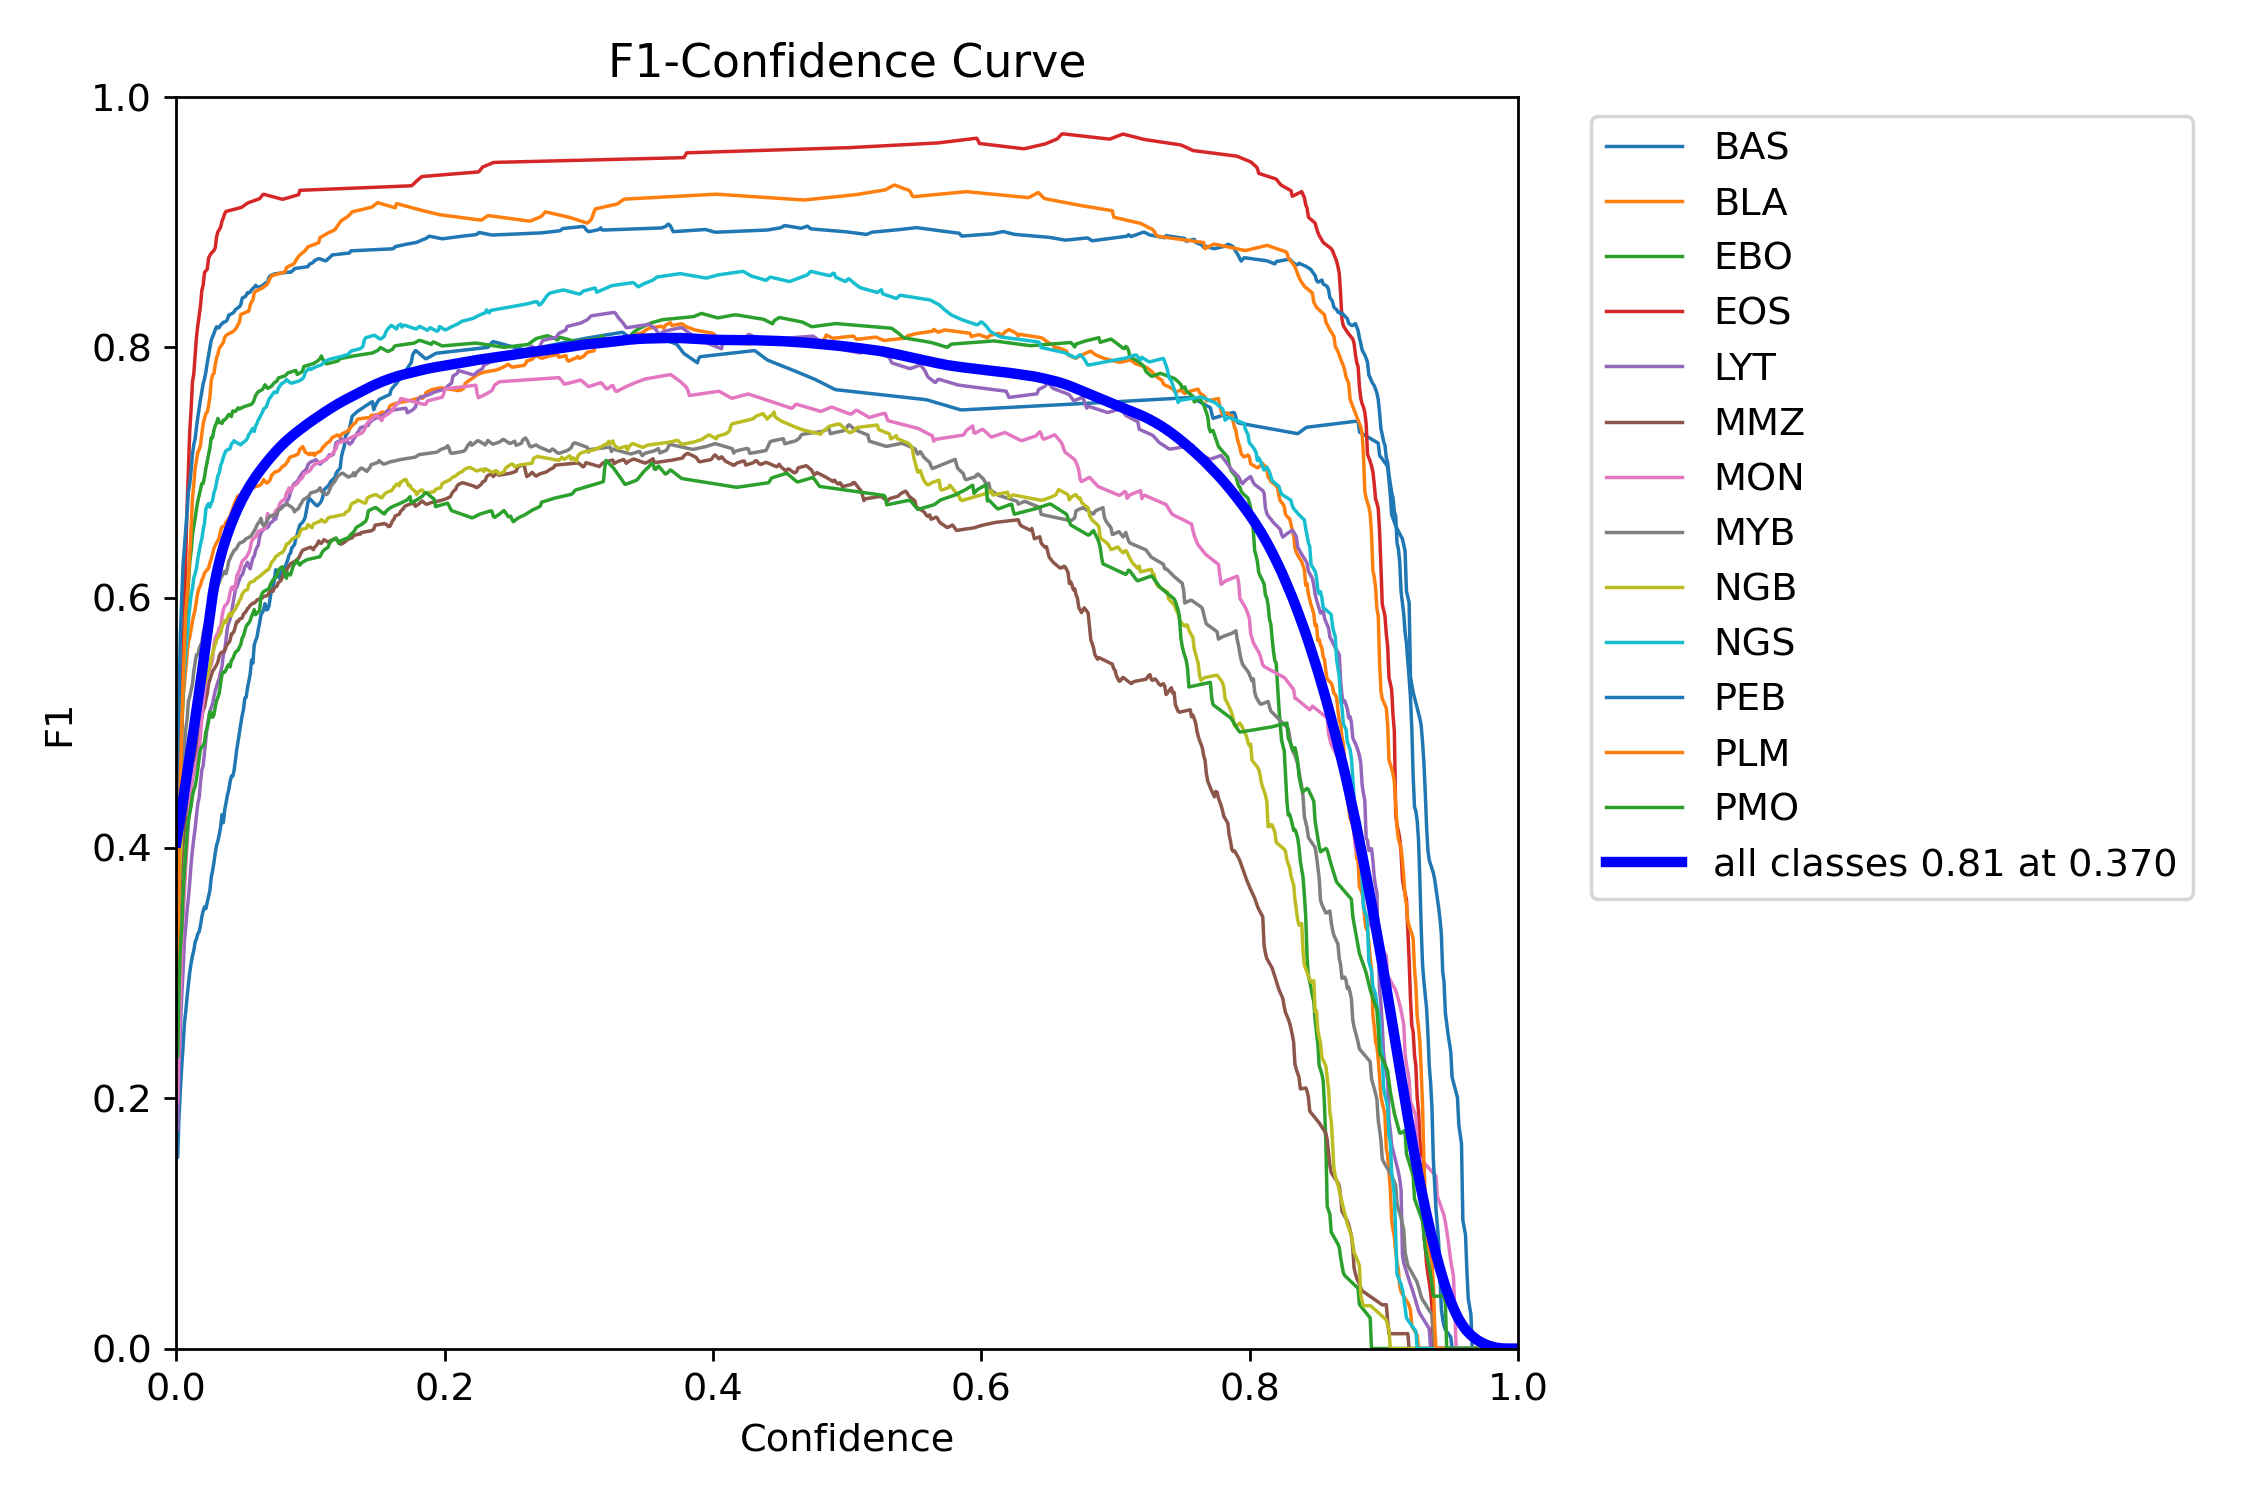 F1-Confidence Curve
1.0
0.8
0.6
0.4
0.2
0.0
F1
0.0 0.2 0.4 0.6 0.8 1.0
Confidence
BAS
BLA
EBO
EOS
LYT
MMZ
MON
MYB
NGB
NGS
PEB
PLM
PMO
all classes 0.81 at 0.370